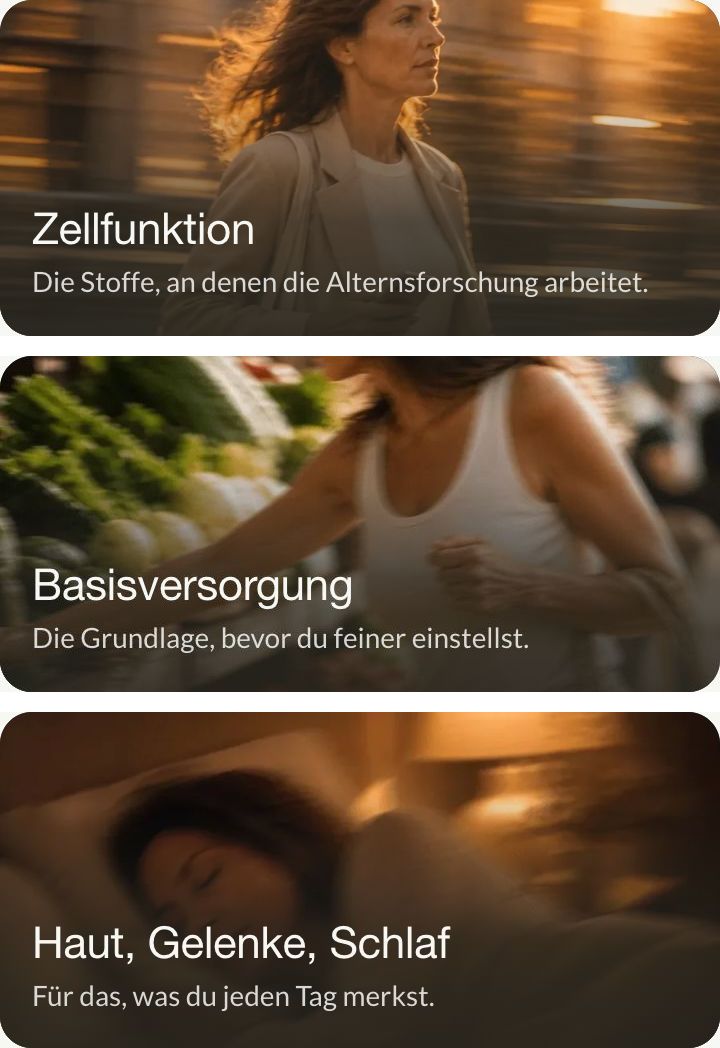 Zellfunktion
Die Stoffe, an denen die Alternsforschung arbeitet.
Basisversorgung
Die Grundlage, bevor du feiner einstellst.
Haut, Gelenke, Schlaf
Für das, was du jeden Tag merkst.